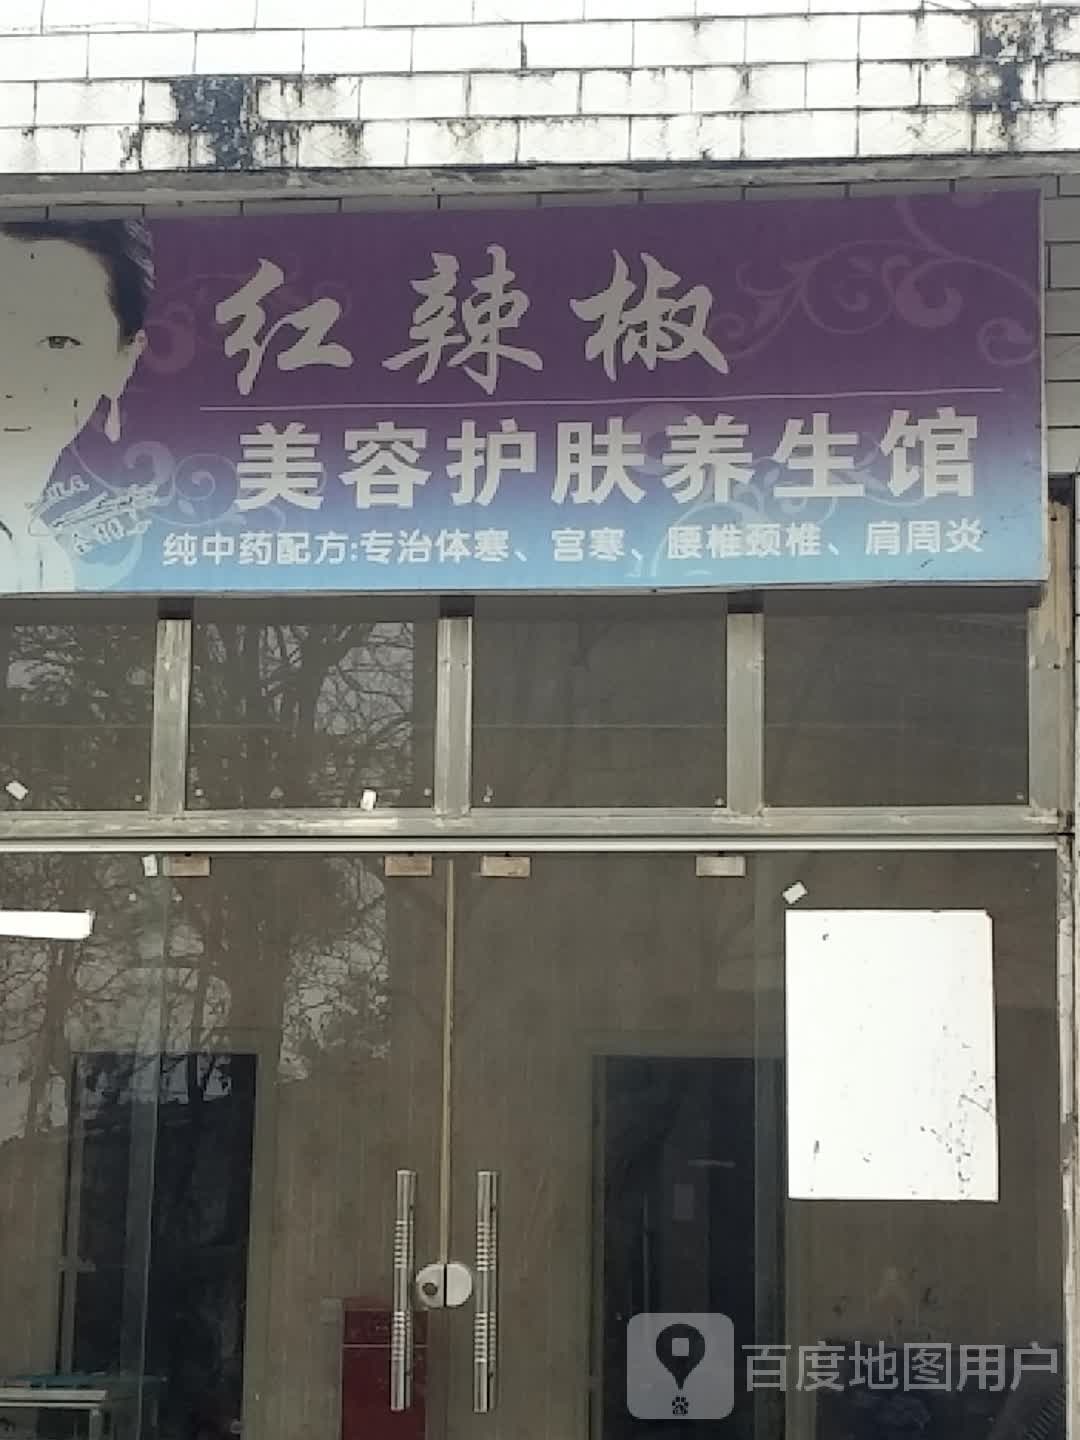 红辣椒
美容护肤养生馆
纯中药配方:专治体寒、宫寒、腰椎颈椎、肩周炎
百度地图用户